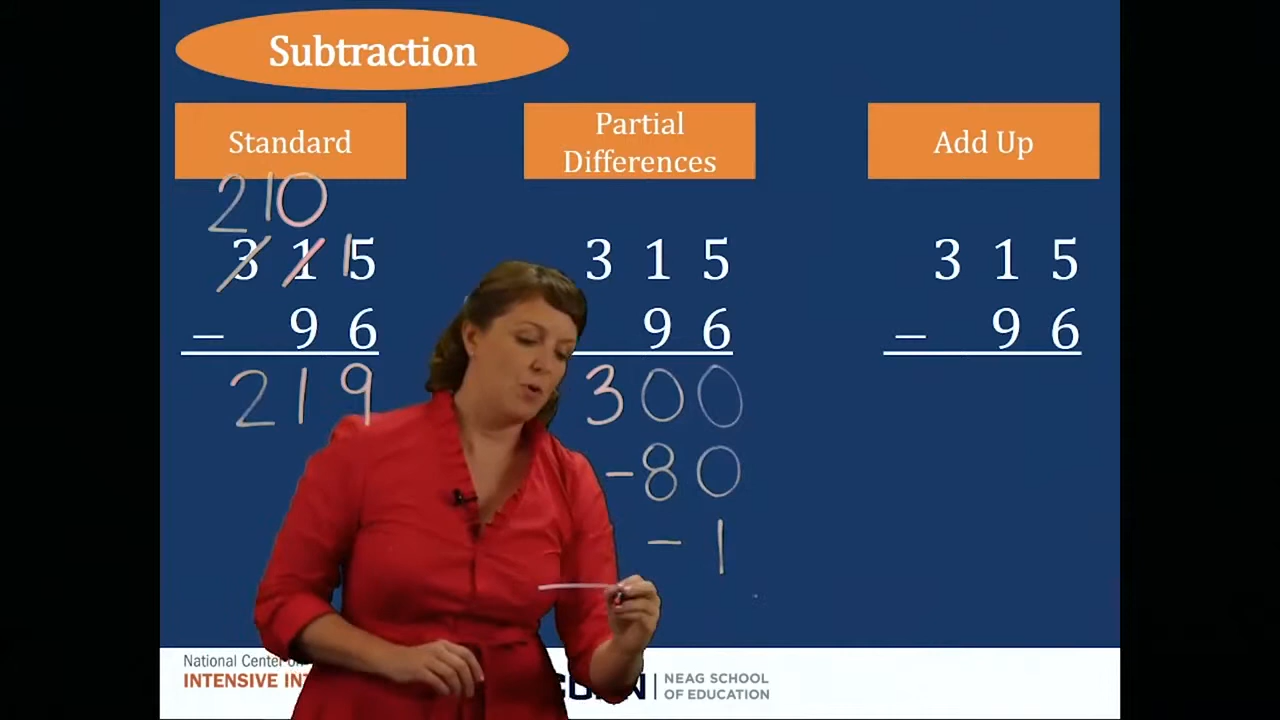 Subtraction
Standard
210
315
- 96
219
Partial
Differences
315
96
300
-80
- 1
Add Up
315
- 96
National Center on
INTENSIVE INT
NEAG SCHOOL
OF EDUCATION